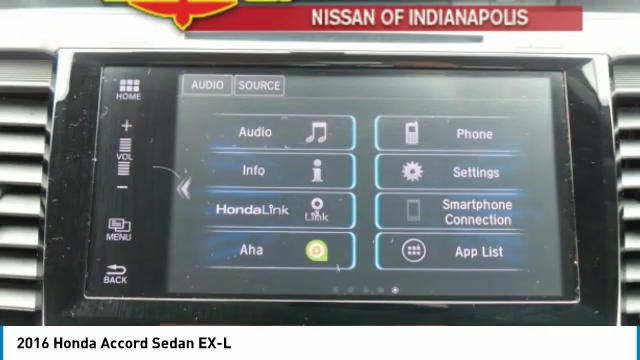 NISSAN OF INDIANAPOLIS
HOME
AUDIO SOURCE
+
VOL
−
MENU
BACK
Audio
Phone
Info
Settings
HondaLink
Link
Smartphone
Connection
Aha
App List
2016 Honda Accord Sedan EX-L